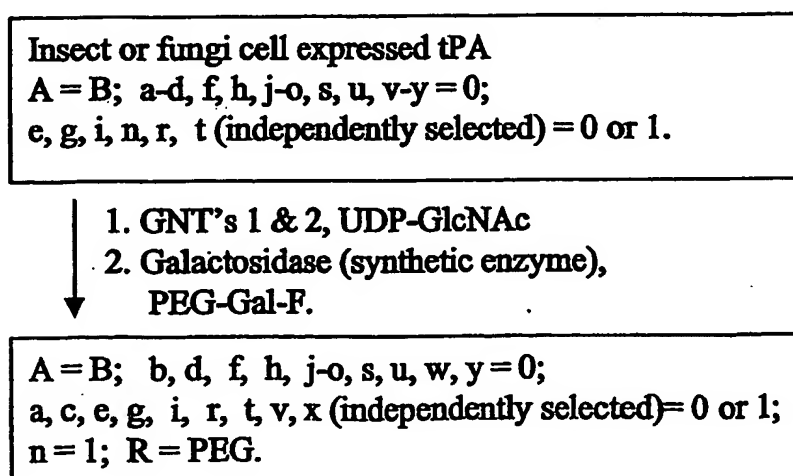 Insect or fungi cell expressed tPA
A = B; a-d, f, h, j-o, s, u, v-y = 0;
e, g, i, n, r, t (independently selected) = 0 or 1.
1. GNT's 1 & 2, UDP-GlcNAc
2. Galactosidase (synthetic enzyme),
PEG-Gal-F.
A = B; b, d, f, h, j-o, s, u, w, y = 0;
a, c, e, g, i, r, t, v, x (independently selected)= 0 or 1;
n = 1; R = PEG.